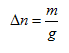 Δn = m/g